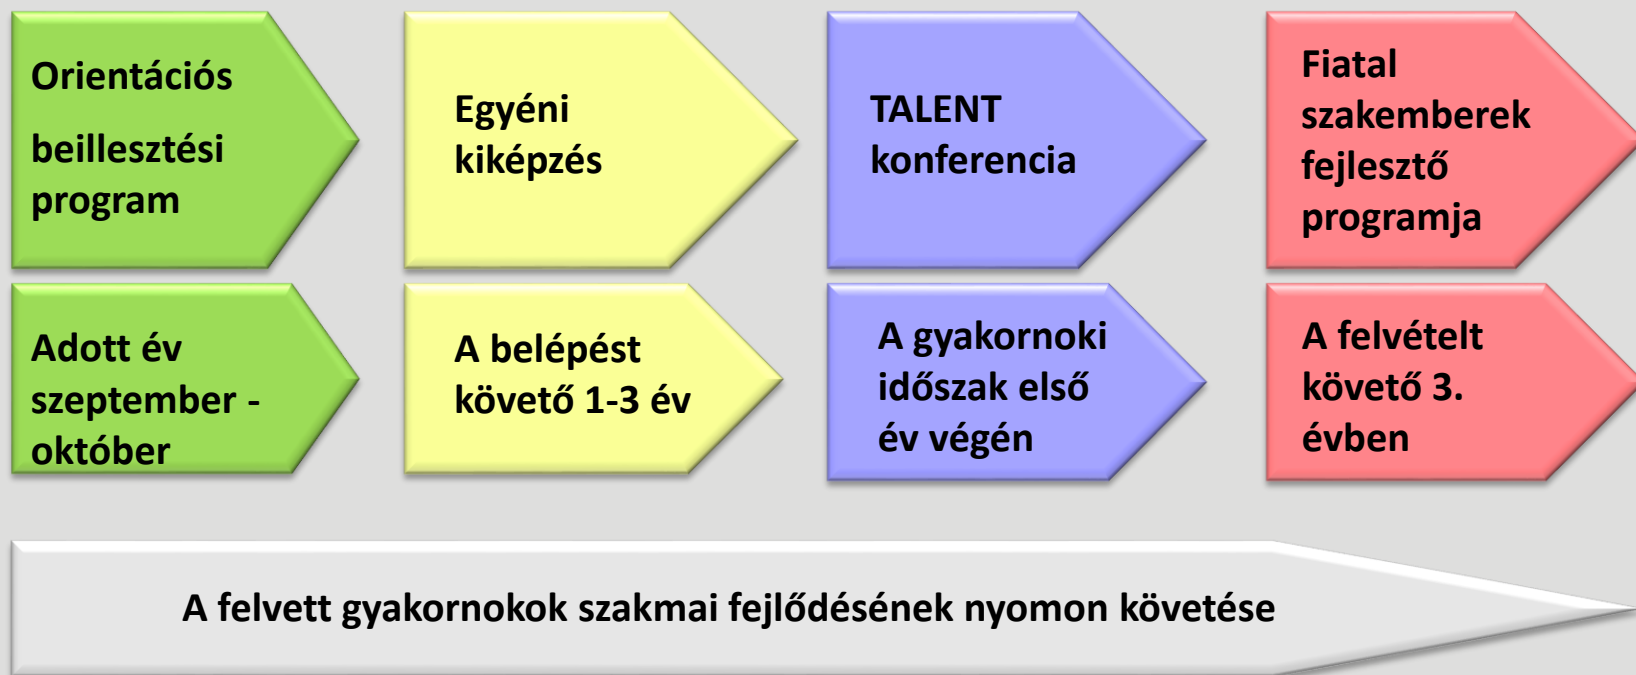 Orientációs
beillesztési
program
Egyéni
kiképzés
TALENT
konferencia
Fiatal
szakemberek
fejlesztő
programja
Adott év
szeptember -
október
A belépést
követő 1-3 év
A gyakornoki
időszak első
év végén
A felvételt
követő 3.
évben
A felvett gyakornokok szakmai fejlődésének nyomon követése